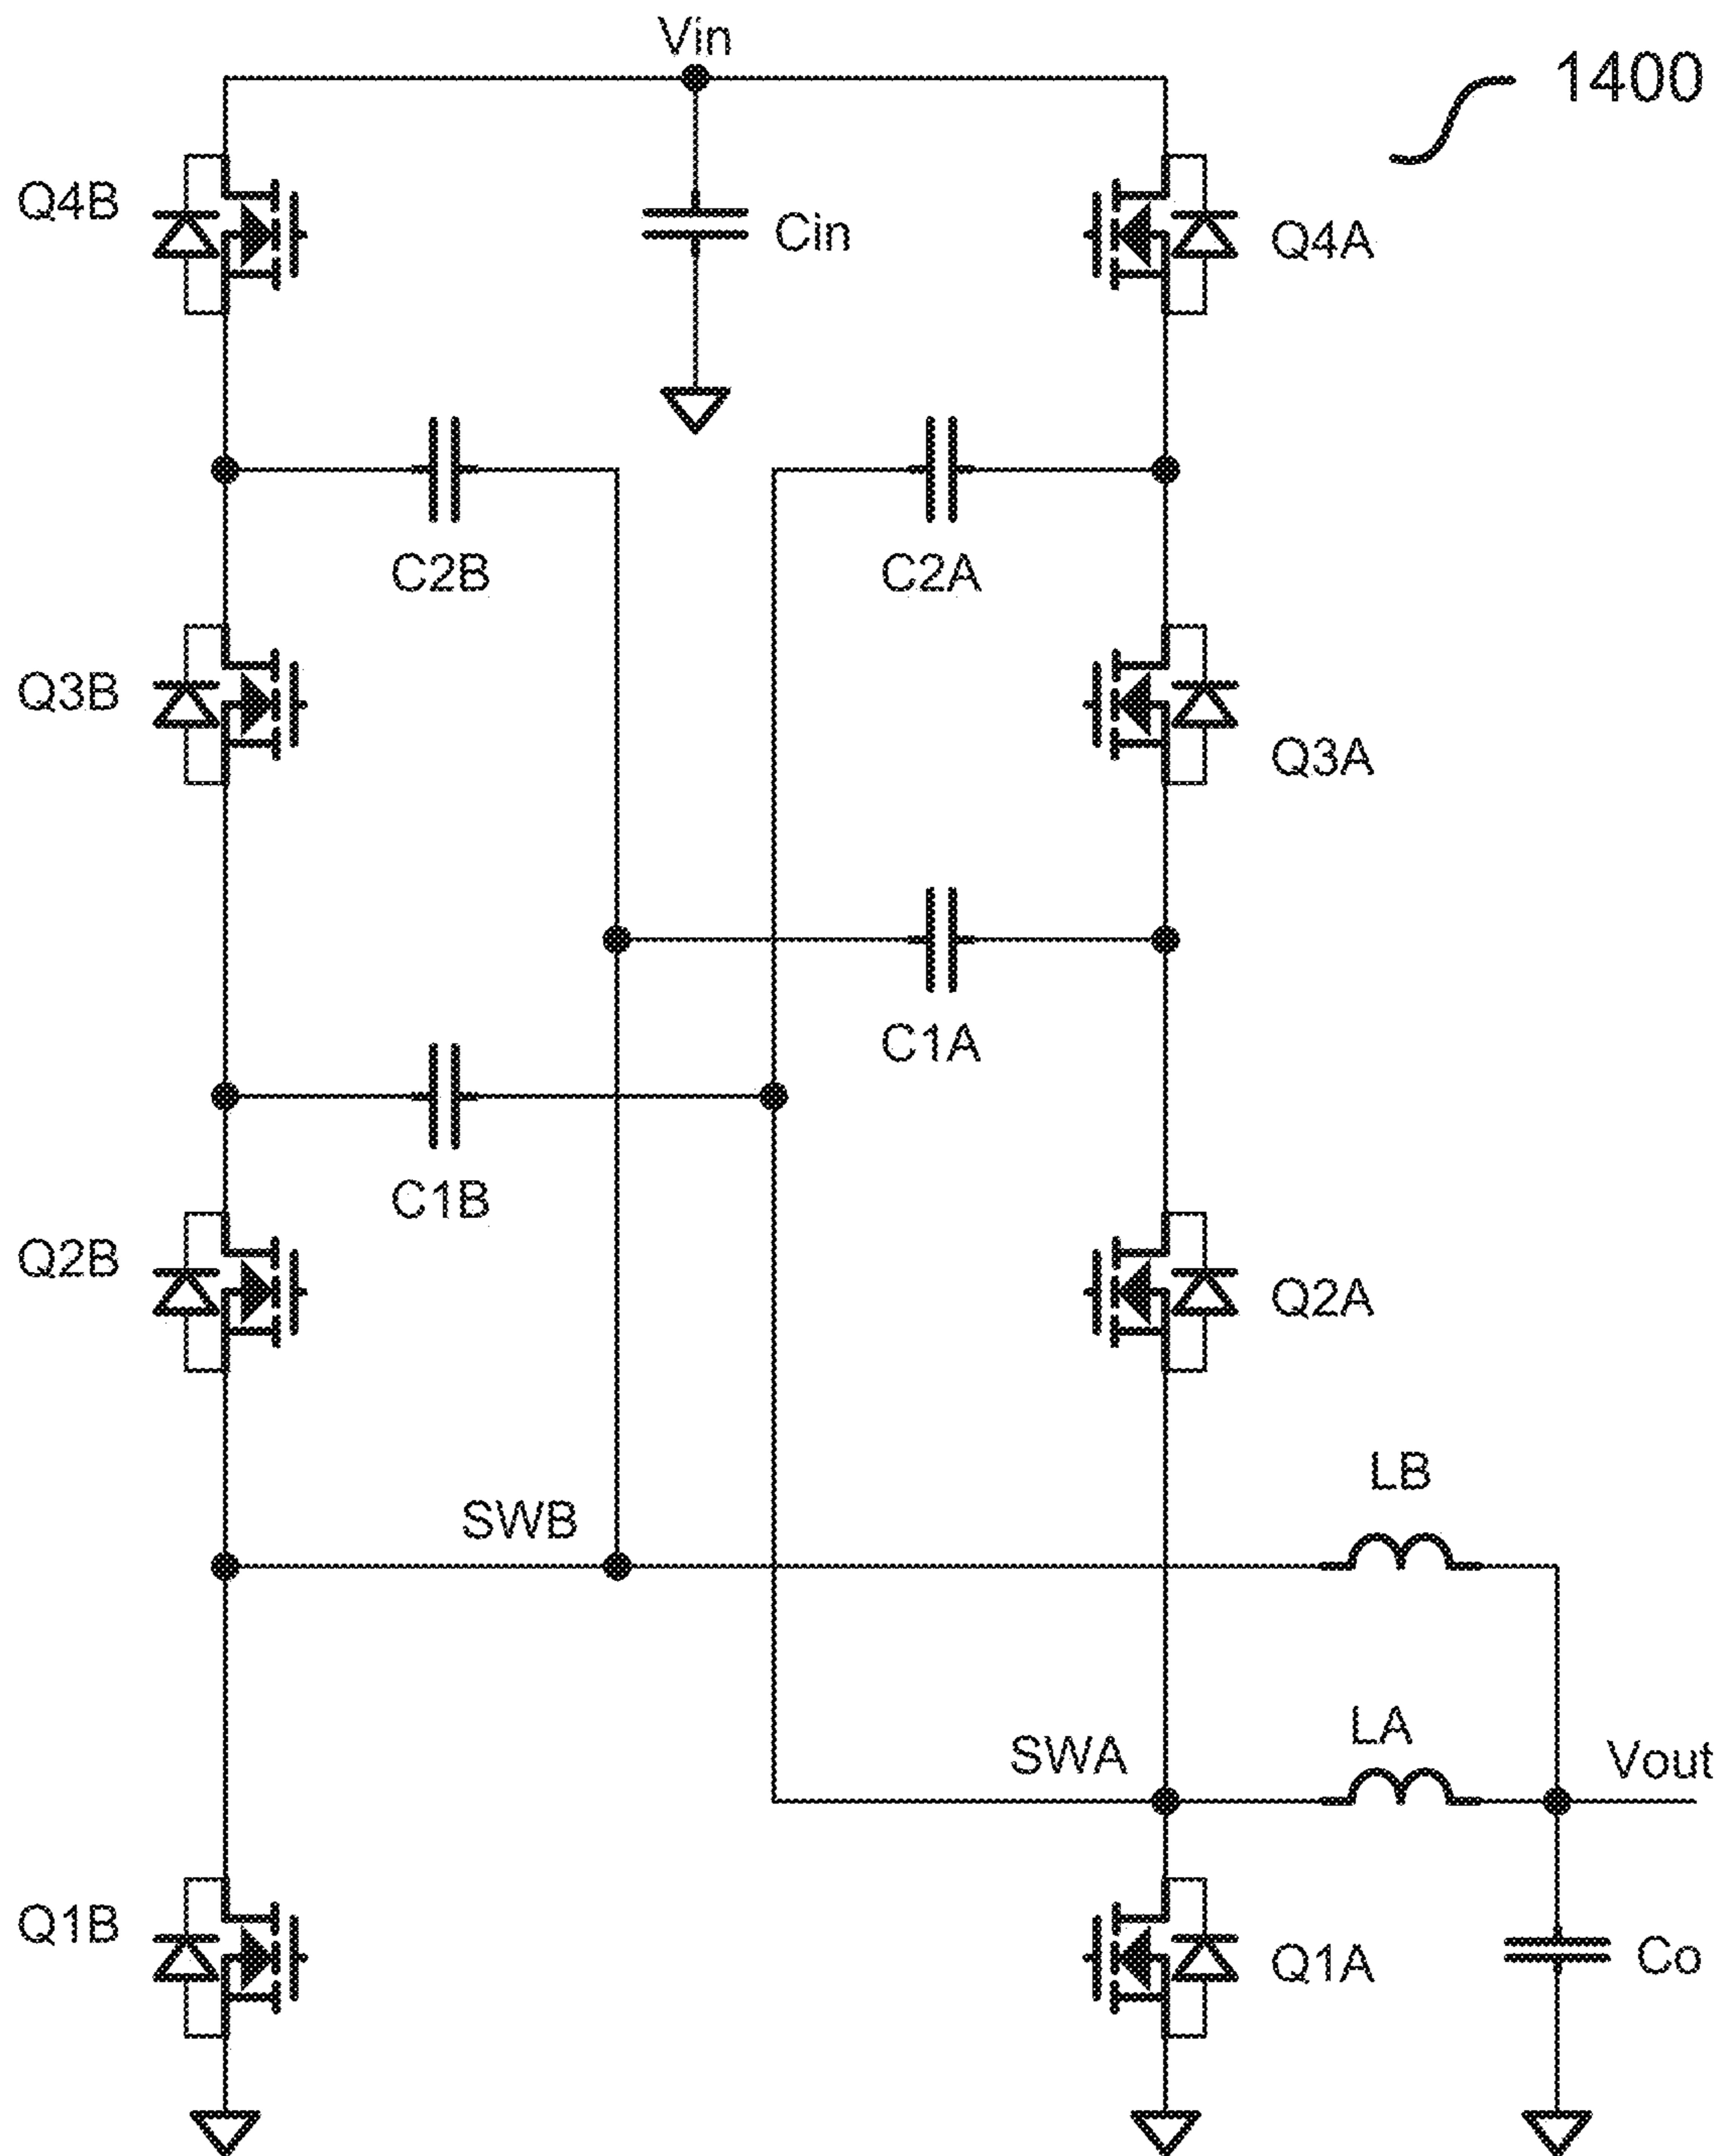 Vin
1400
Q4B
Cin
Q4A
C2B
C2A
Q3B
Q3A
C1A
C1B
Q2B
Q2A
LB
SWB
LA
SWA
Vout
Q1B
Q1A
Co